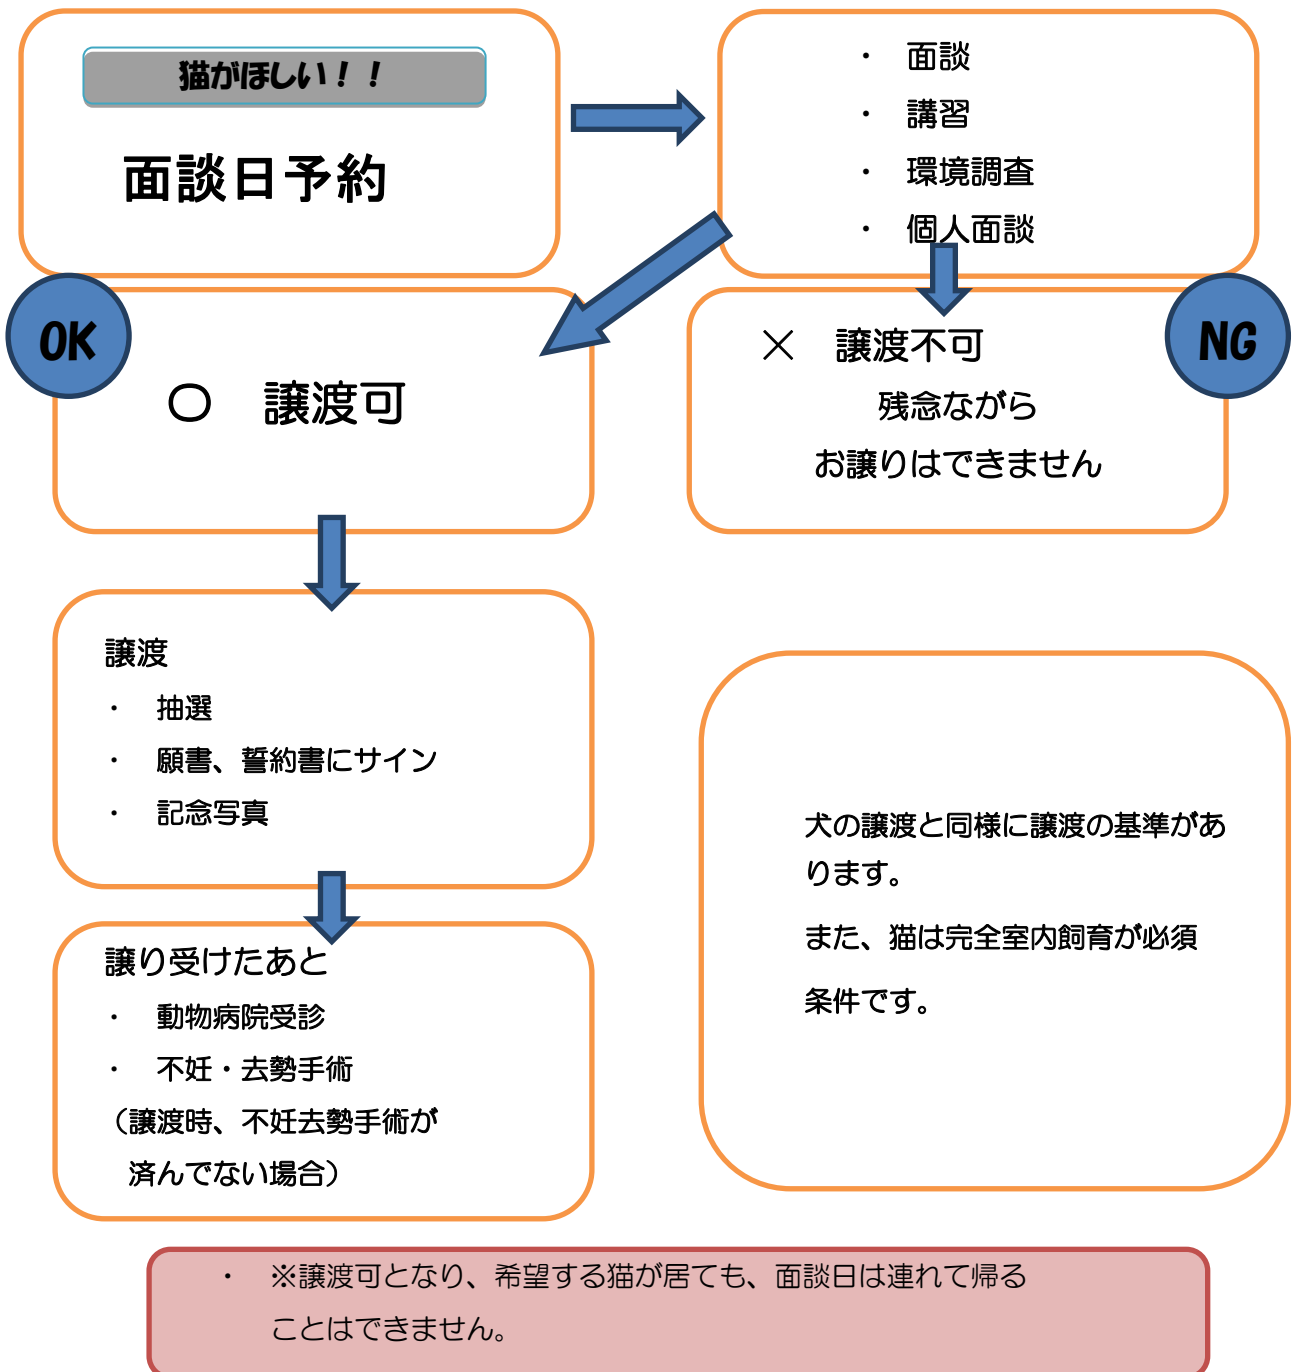 猫がほしい！！
面談日予約
・ 面談
・ 講習
・ 環境調査
・ 個人面談
OK
○ 譲渡可
NG
× 譲渡不可
残念ながら
お譲りはできません
譲渡
・ 抽選
・ 願書、誓約書にサイン
・ 記念写真
譲り受けたあと
・ 動物病院受診
・ 不妊・去勢手術
（譲渡時、不妊去勢手術が
済んでない場合）
犬の譲渡と同様に譲渡の基準があ
ります。
また、猫は完全室内飼育が必須
条件です。
・ ※譲渡可となり、希望する猫が居ても、面談日は連れて帰る
ことはできません。